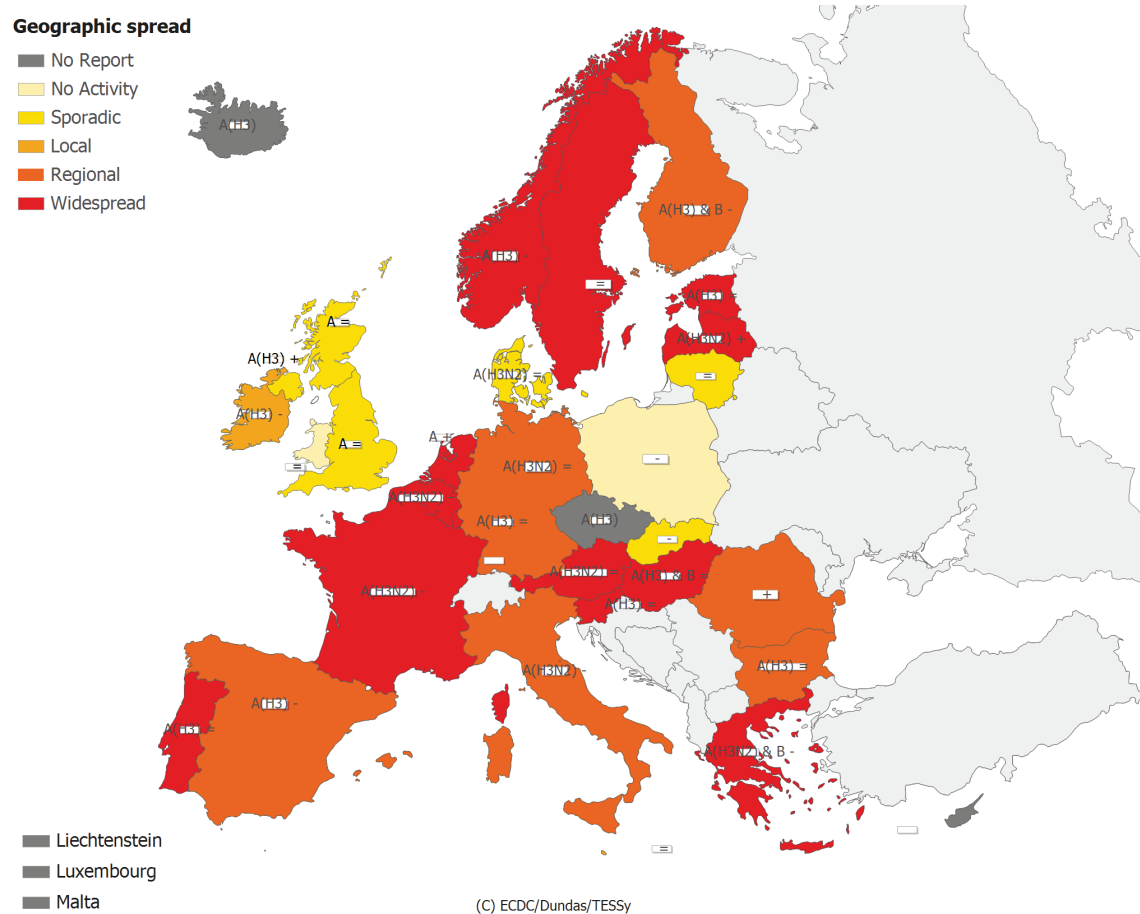 Geographic spread
No Report
No Activity
Sporadic
Local
Regional
Widespread
A(H3)
A(H3) & B -
A(H3) -
=
A(H3) =
A =
A(H3N2) +
A(H3) +
A(H3N2) =
=
A(H3) -
A +
A =
A(H3N2) =
-
=
A(H3N2)
A(H3) =
A(H3)
-
A(H3N2) =
A(H3) & B =
A(H3N2) -
+
A(H3) =
A(H3) =
A(H3N2) -
A(H3) -
A(H3) =
A(H3N2) & B -
=
Liechtenstein
Luxembourg
Malta
(C) ECDC/Dundas/TESSy